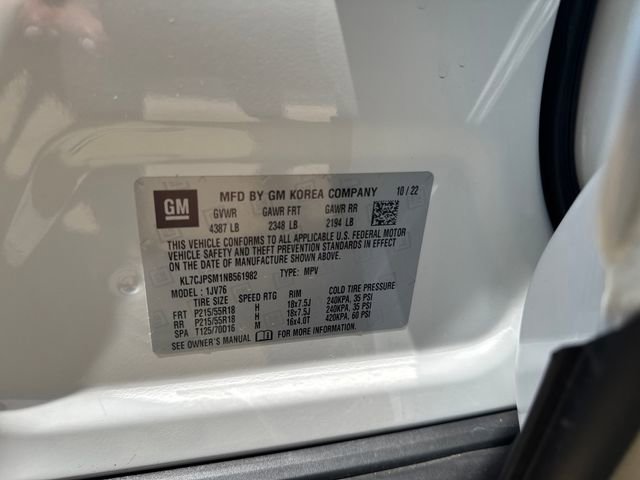 GM
MFD BY GM KOREA COMPANY 10 / 22
GVWR GAWR FRT GAWR RR
4387 LB 2348 LB 2194 LB
THIS VEHICLE CONFORMS TO ALL APPLICABLE U.S. FEDERAL MOTOR
VEHICLE SAFETY AND THEFT PREVENTION STANDARDS IN EFFECT
ON THE DATE OF MANUFACTURE SHOWN ABOVE.
KL7CJPSM1NB561982 TYPE: MPV
MODEL: 1JV76
TIRE SIZE SPEED RTG RIM COLD TIRE PRESSURE
FRT P215/55R18 H 18x7.5J 240KPA, 35 PSI
RR P215/55R18 H 18x7.5J 240KPA, 35 PSI
SPA T125/70D16 M 16x4.0T 420KPA, 60 PSI
SEE OWNER'S MANUAL FOR MORE INFORMATION.